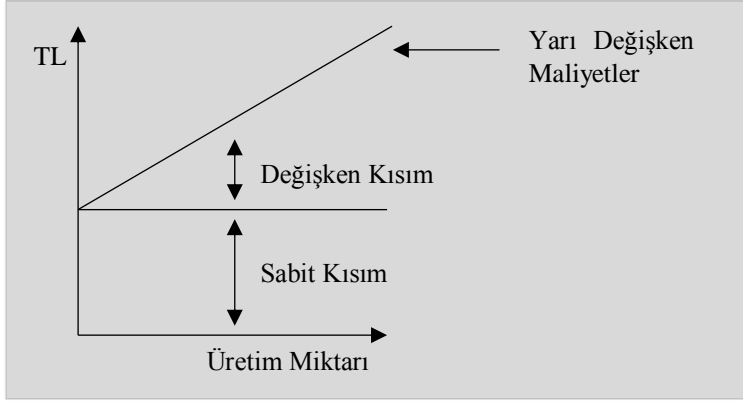 TL
Yarı Değişken
Maliyetler
Değişken Kısım
Sabit Kısım
Üretim Miktarı